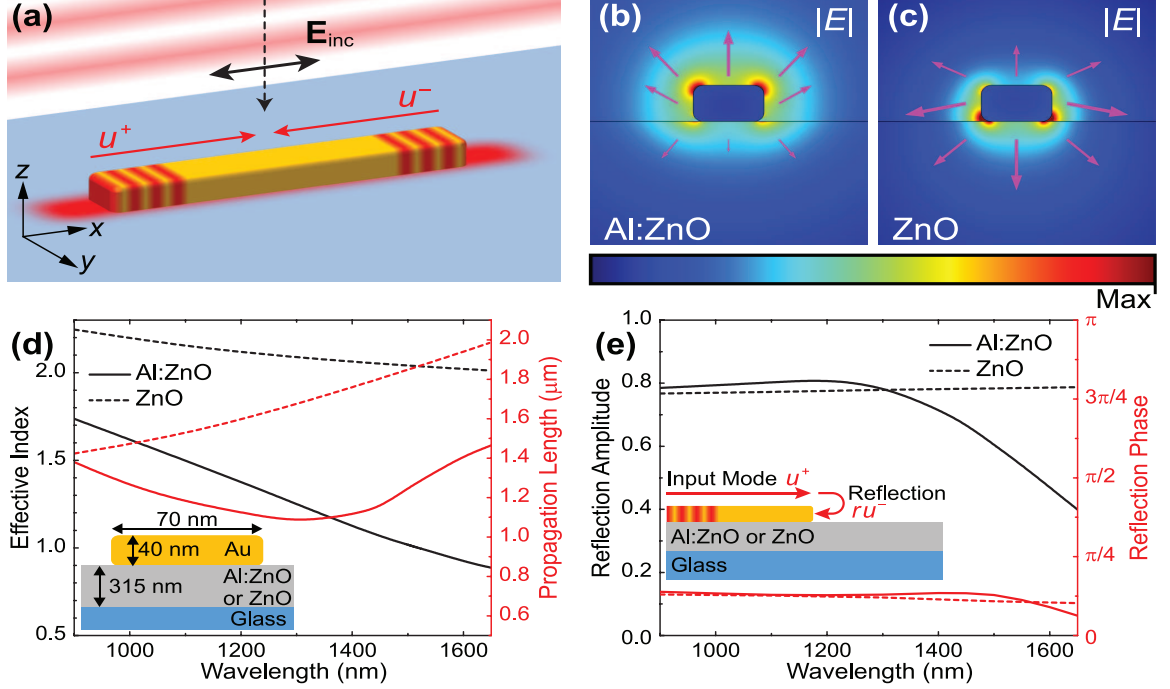 (a)
E inc
u+
u−
z
x
y
(b)
|E|
Al:ZnO
(c)
|E|
ZnO
Max
(d)
Al:ZnO
ZnO
2.0
1.5
1.0
0.5
Effective Index
2.0
1.8
1.6
1.4
1.2
1.0
0.8
0.6
Propagation Length (μm)
70 nm
40 nm
Au
315 nm
Al:ZnO
or ZnO
Glass
1000 1200 1400 1600
Wavelength (nm)
(e)
Al:ZnO
ZnO
1.0
0.8
0.6
0.4
0.2
0.0
Reflection Amplitude
π
3π/4
π/2
π/4
0
Reflection Phase
Input Mode u+
Reflection
ru−
Al:ZnO or ZnO
Glass
1000 1200 1400 1600
Wavelength (nm)